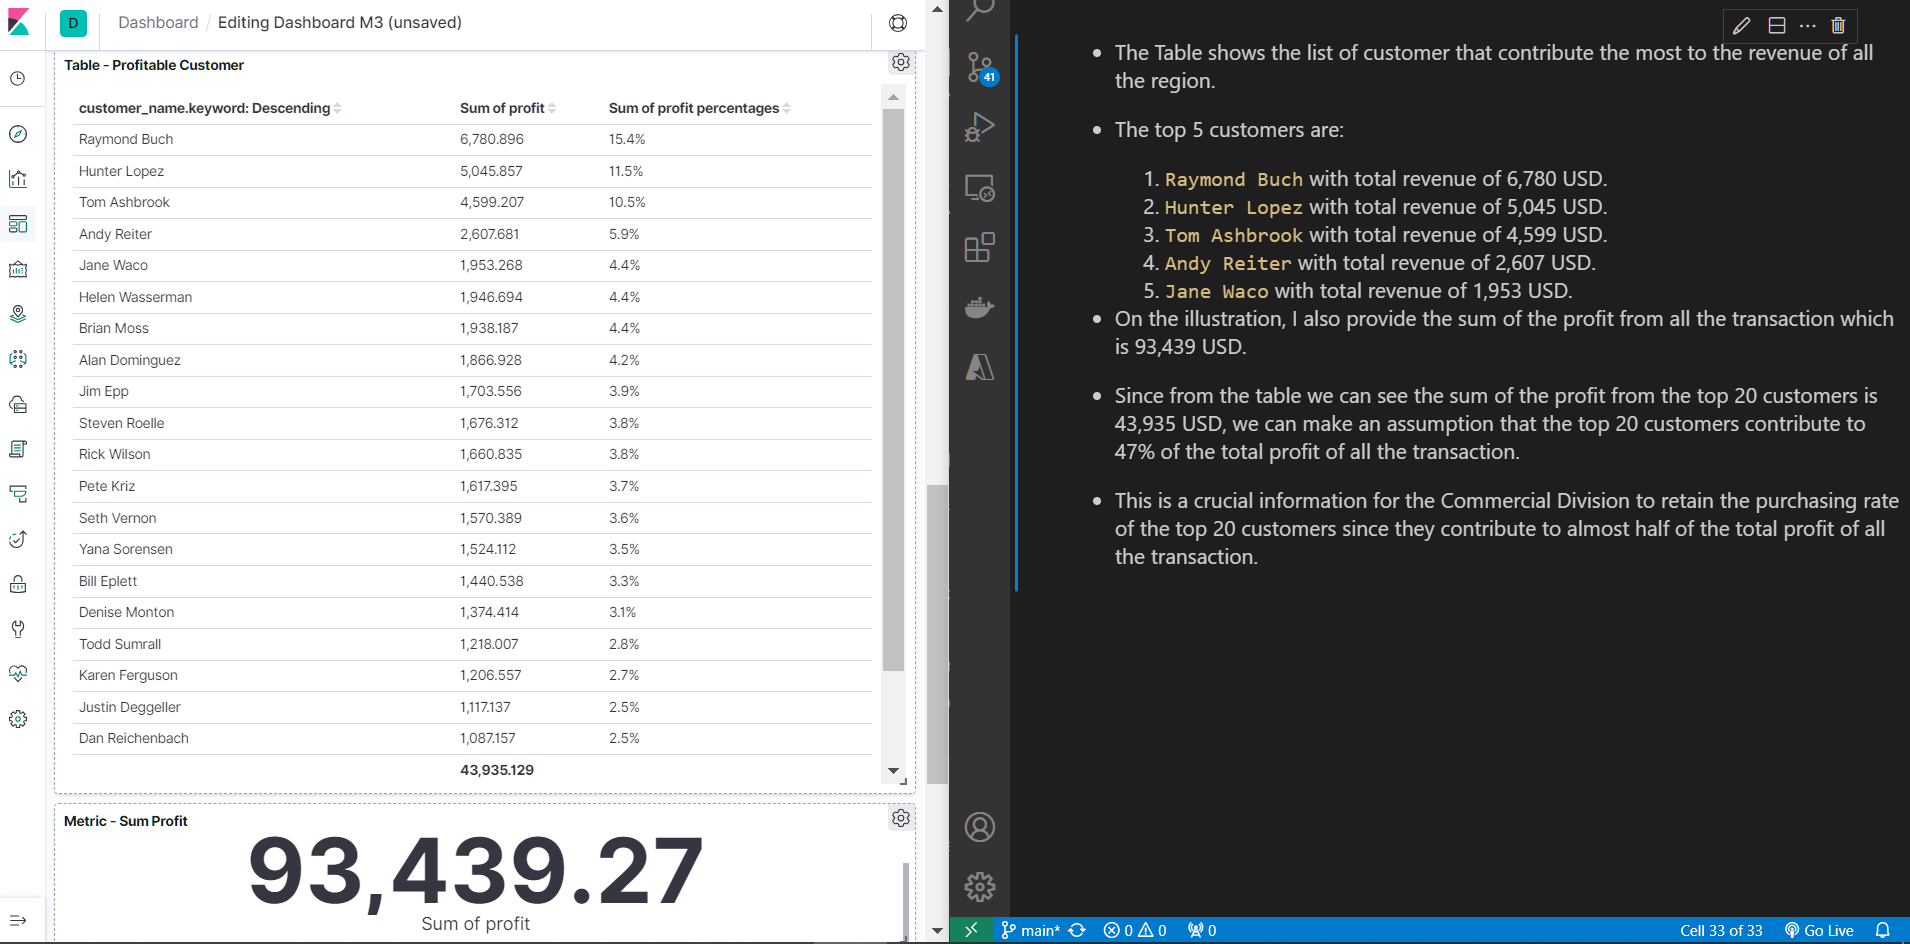 D Dashboard / Editing Dashboard M3 (unsaved)
Table - Profitable Customer
customer_name.keyword: Descending Sum of profit Sum of profit percentages
Raymond Buch 6,780.896 15.4%
Hunter Lopez 5,045.857 11.5%
Tom Ashbrook 4,599.207 10.5%
Andy Reiter 2,607.681 5.9%
Jane Waco 1,953.268 4.4%
Helen Wasserman 1,946.694 4.4%
Brian Moss 1,938.187 4.4%
Alan Dominguez 1,866.928 4.2%
Jim Epp 1,703.556 3.9%
Steven Roelle 1,676.312 3.8%
Rick Wilson 1,660.835 3.8%
Pete Kriz 1,617.395 3.7%
Seth Vernon 1,570.389 3.6%
Yana Sorensen 1,524.112 3.5%
Bill Eplett 1,440.538 3.3%
Denise Monton 1,374.414 3.1%
Todd Sumrall 1,218.007 2.8%
Karen Ferguson 1,206.557 2.7%
Justin Deggeller 1,117.137 2.5%
Dan Reichenbach 1,087.157 2.5%
43,935.129
Metric - Sum Profit
93,439.27
Sum of profit
41
• The Table shows the list of customer that contribute the most to the revenue of all
the region.
• The top 5 customers are:
1. Raymond Buch with total revenue of 6,780 USD.
2. Hunter Lopez with total revenue of 5,045 USD.
3. Tom Ashbrook with total revenue of 4,599 USD.
4. Andy Reiter with total revenue of 2,607 USD.
5. Jane Waco with total revenue of 1,953 USD.
• On the illustration, I also provide the sum of the profit from all the transaction which
is 93,439 USD.
• Since from the table we can see the sum of the profit from the top 20 customers is
43,935 USD, we can make an assumption that the top 20 customers contribute to
47% of the total profit of all the transaction.
• This is a crucial information for the Commercial Division to retain the purchasing rate
of the top 20 customers since they contribute to almost half of the total profit of all
the transaction.
main* 0 0 0 Cell 33 of 33 Go Live